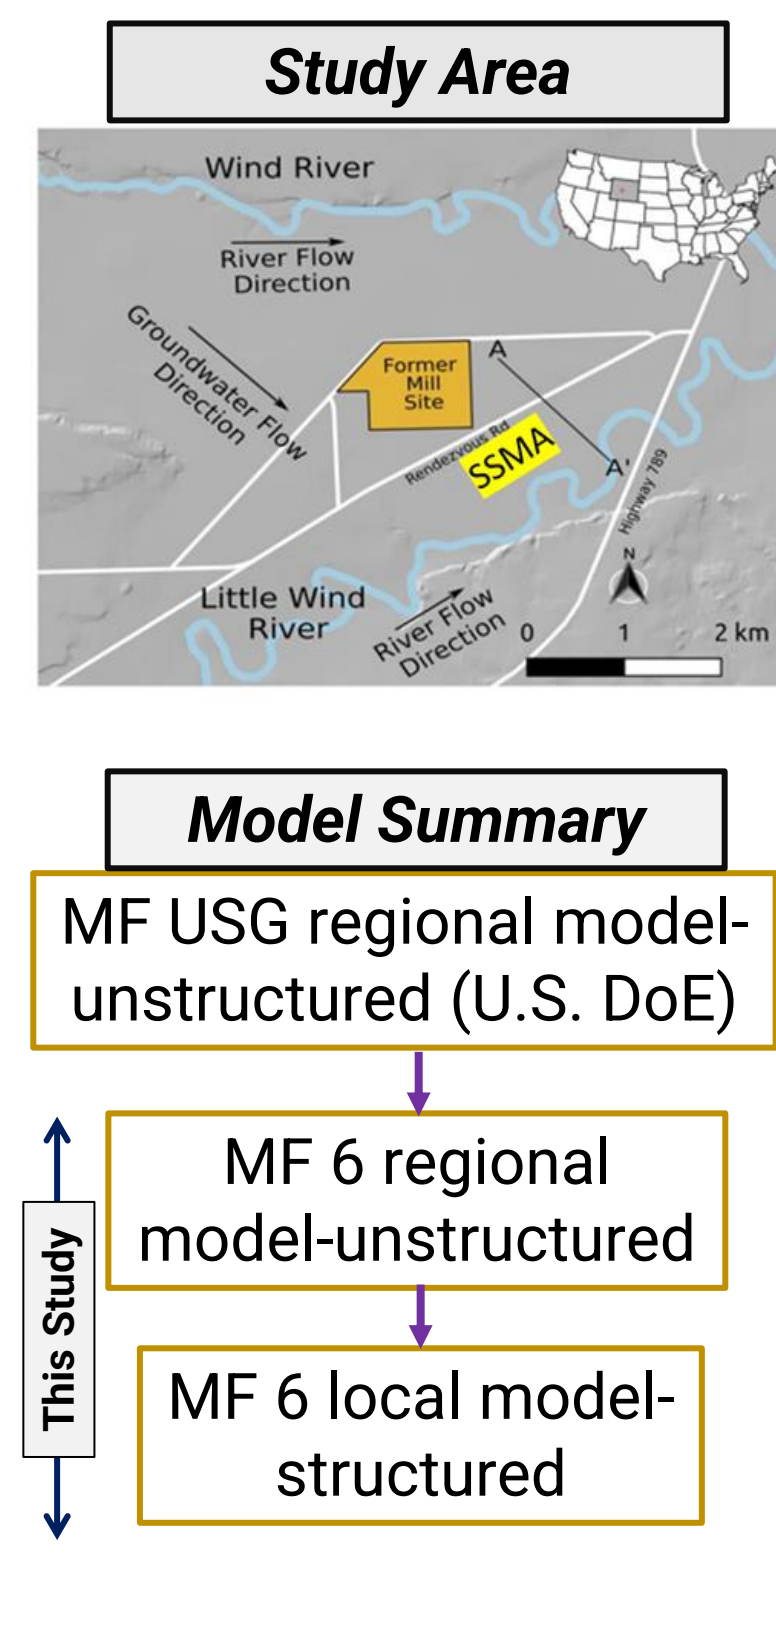 Study Area
Wind River
River Flow
Direction
Groundwater Flow
Direction
Former
Mill
Site
A
Rendezvous Rd
SSMA
A'
Highway 789
N
Little Wind
River
River Flow
Direction
0 1 2 km
Model Summary
MF USG regional model-
unstructured (U.S. DoE)
This Study
MF 6 regional
model-unstructured
MF 6 local model-
structured